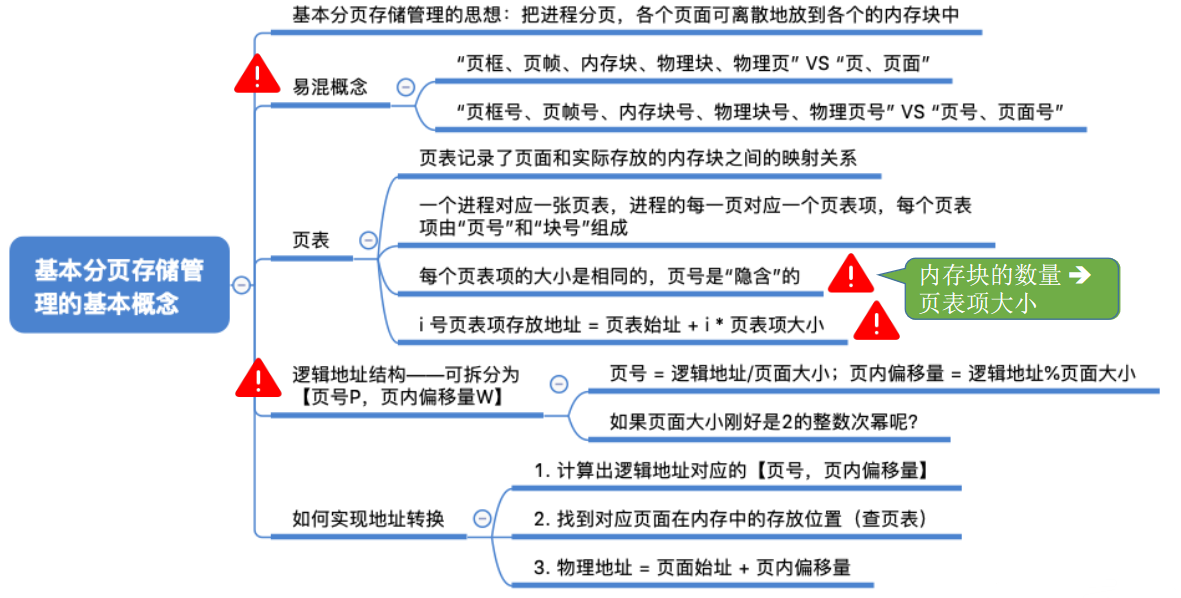 基本分页存储管理的思想：把进程分页，各个页面可离散地放到各个的内存块中
易混概念
“页框、页帧、内存块、物理块、物理页” VS “页、页面”
“页框号、页帧号、内存块号、物理块号、物理页号” VS “页号、页面号”
页表记录了页面和实际存放的内存块之间的映射关系
一个进程对应一张页表，进程的每一页对应一个页表项，每个页表
项由“页号”和“块号”组成
页表
基本分页存储管
理的基本概念
每个页表项的大小是相同的，页号是“隐含”的
内存块的数量 ➔
页表项大小
i 号页表项存放地址 = 页表始址 + i * 页表项大小
逻辑地址结构——可拆分为
【页号P，页内偏移量W】
页号 = 逻辑地址/页面大小；页内偏移量 = 逻辑地址%页面大小
如果页面大小刚好是2的整数次幂呢?
如何实现地址转换
1. 计算出逻辑地址对应的【页号，页内偏移量】
2. 找到对应页面在内存中的存放位置（查页表）
3. 物理地址 = 页面始址 + 页内偏移量